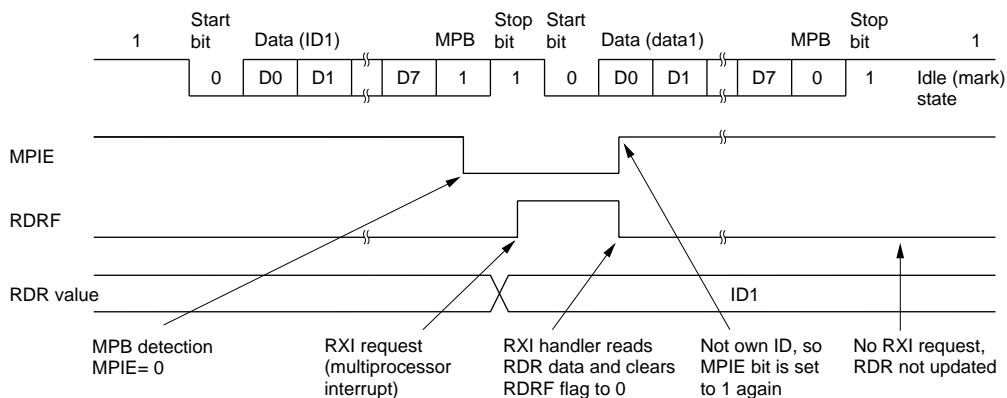 Start Stop Start Stop
1 bit Data (ID1) MPB bit bit Data (data1) MPB bit 1
0 D0 D1 D7 1 1 0 D0 D1 D7 0 1 Idle (mark)
state
MPIE
RDRF
RDR value ID1
MPB detection
MPIE= 0
RXI request
(multiprocessor
interrupt)
RXI handler reads
RDR data and clears
RDRF flag to 0
Not own ID, so
MPIE bit is set
to 1 again
No RXI request,
RDR not updated